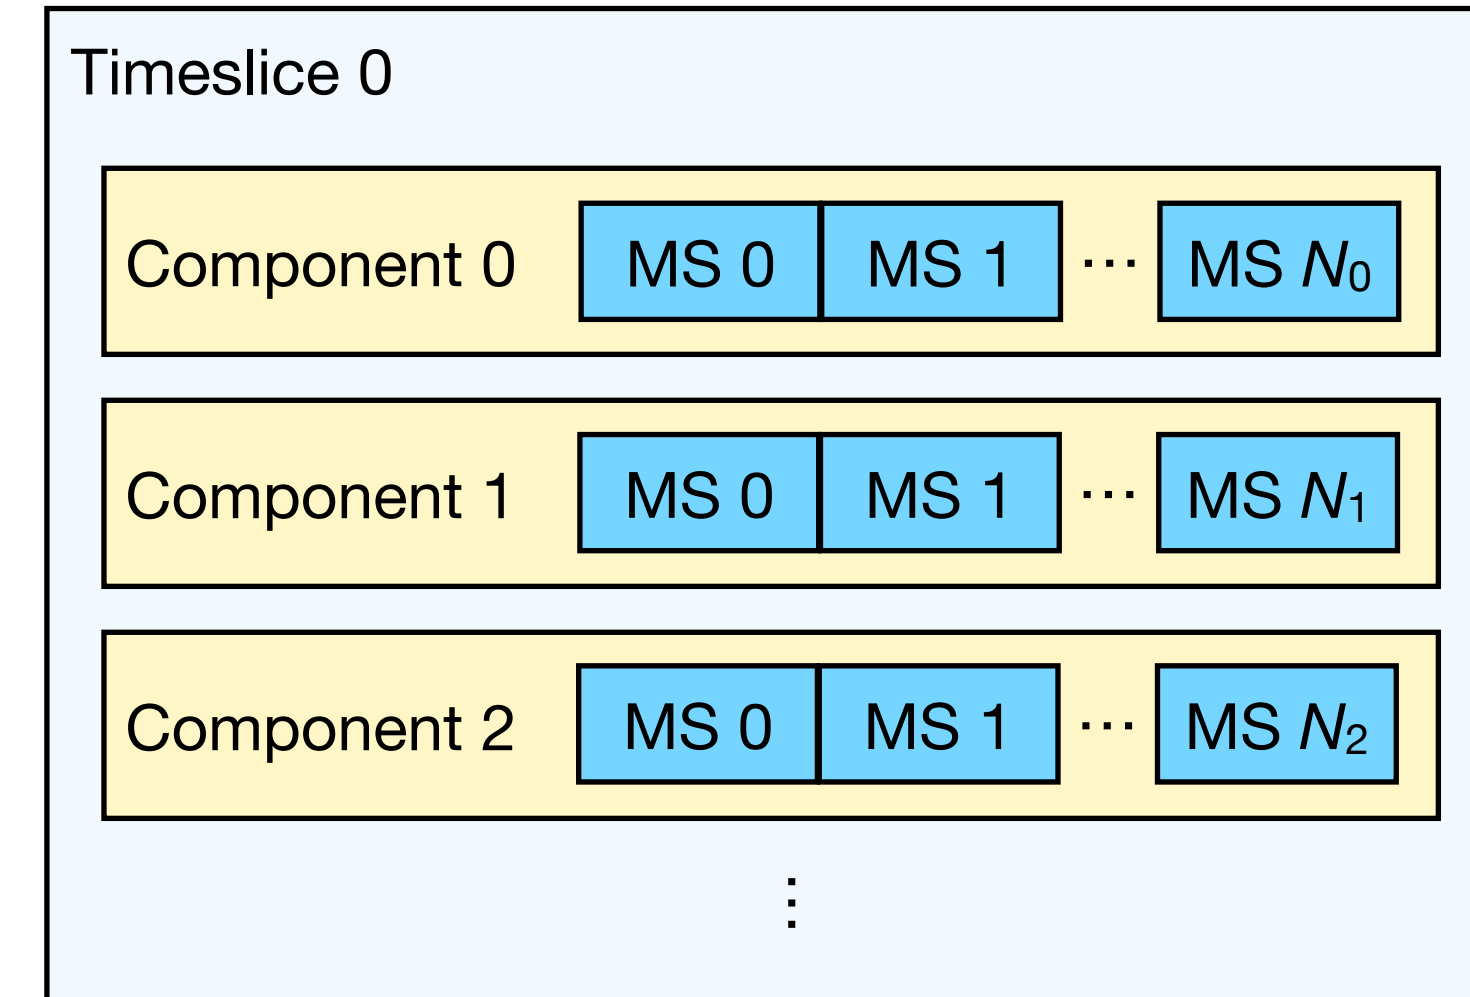 Timeslice 0
Component 0 MS 0 MS 1 ⋯ MS N₀
Component 1 MS 0 MS 1 ⋯ MS N₁
Component 2 MS 0 MS 1 ⋯ MS N₂
⋮